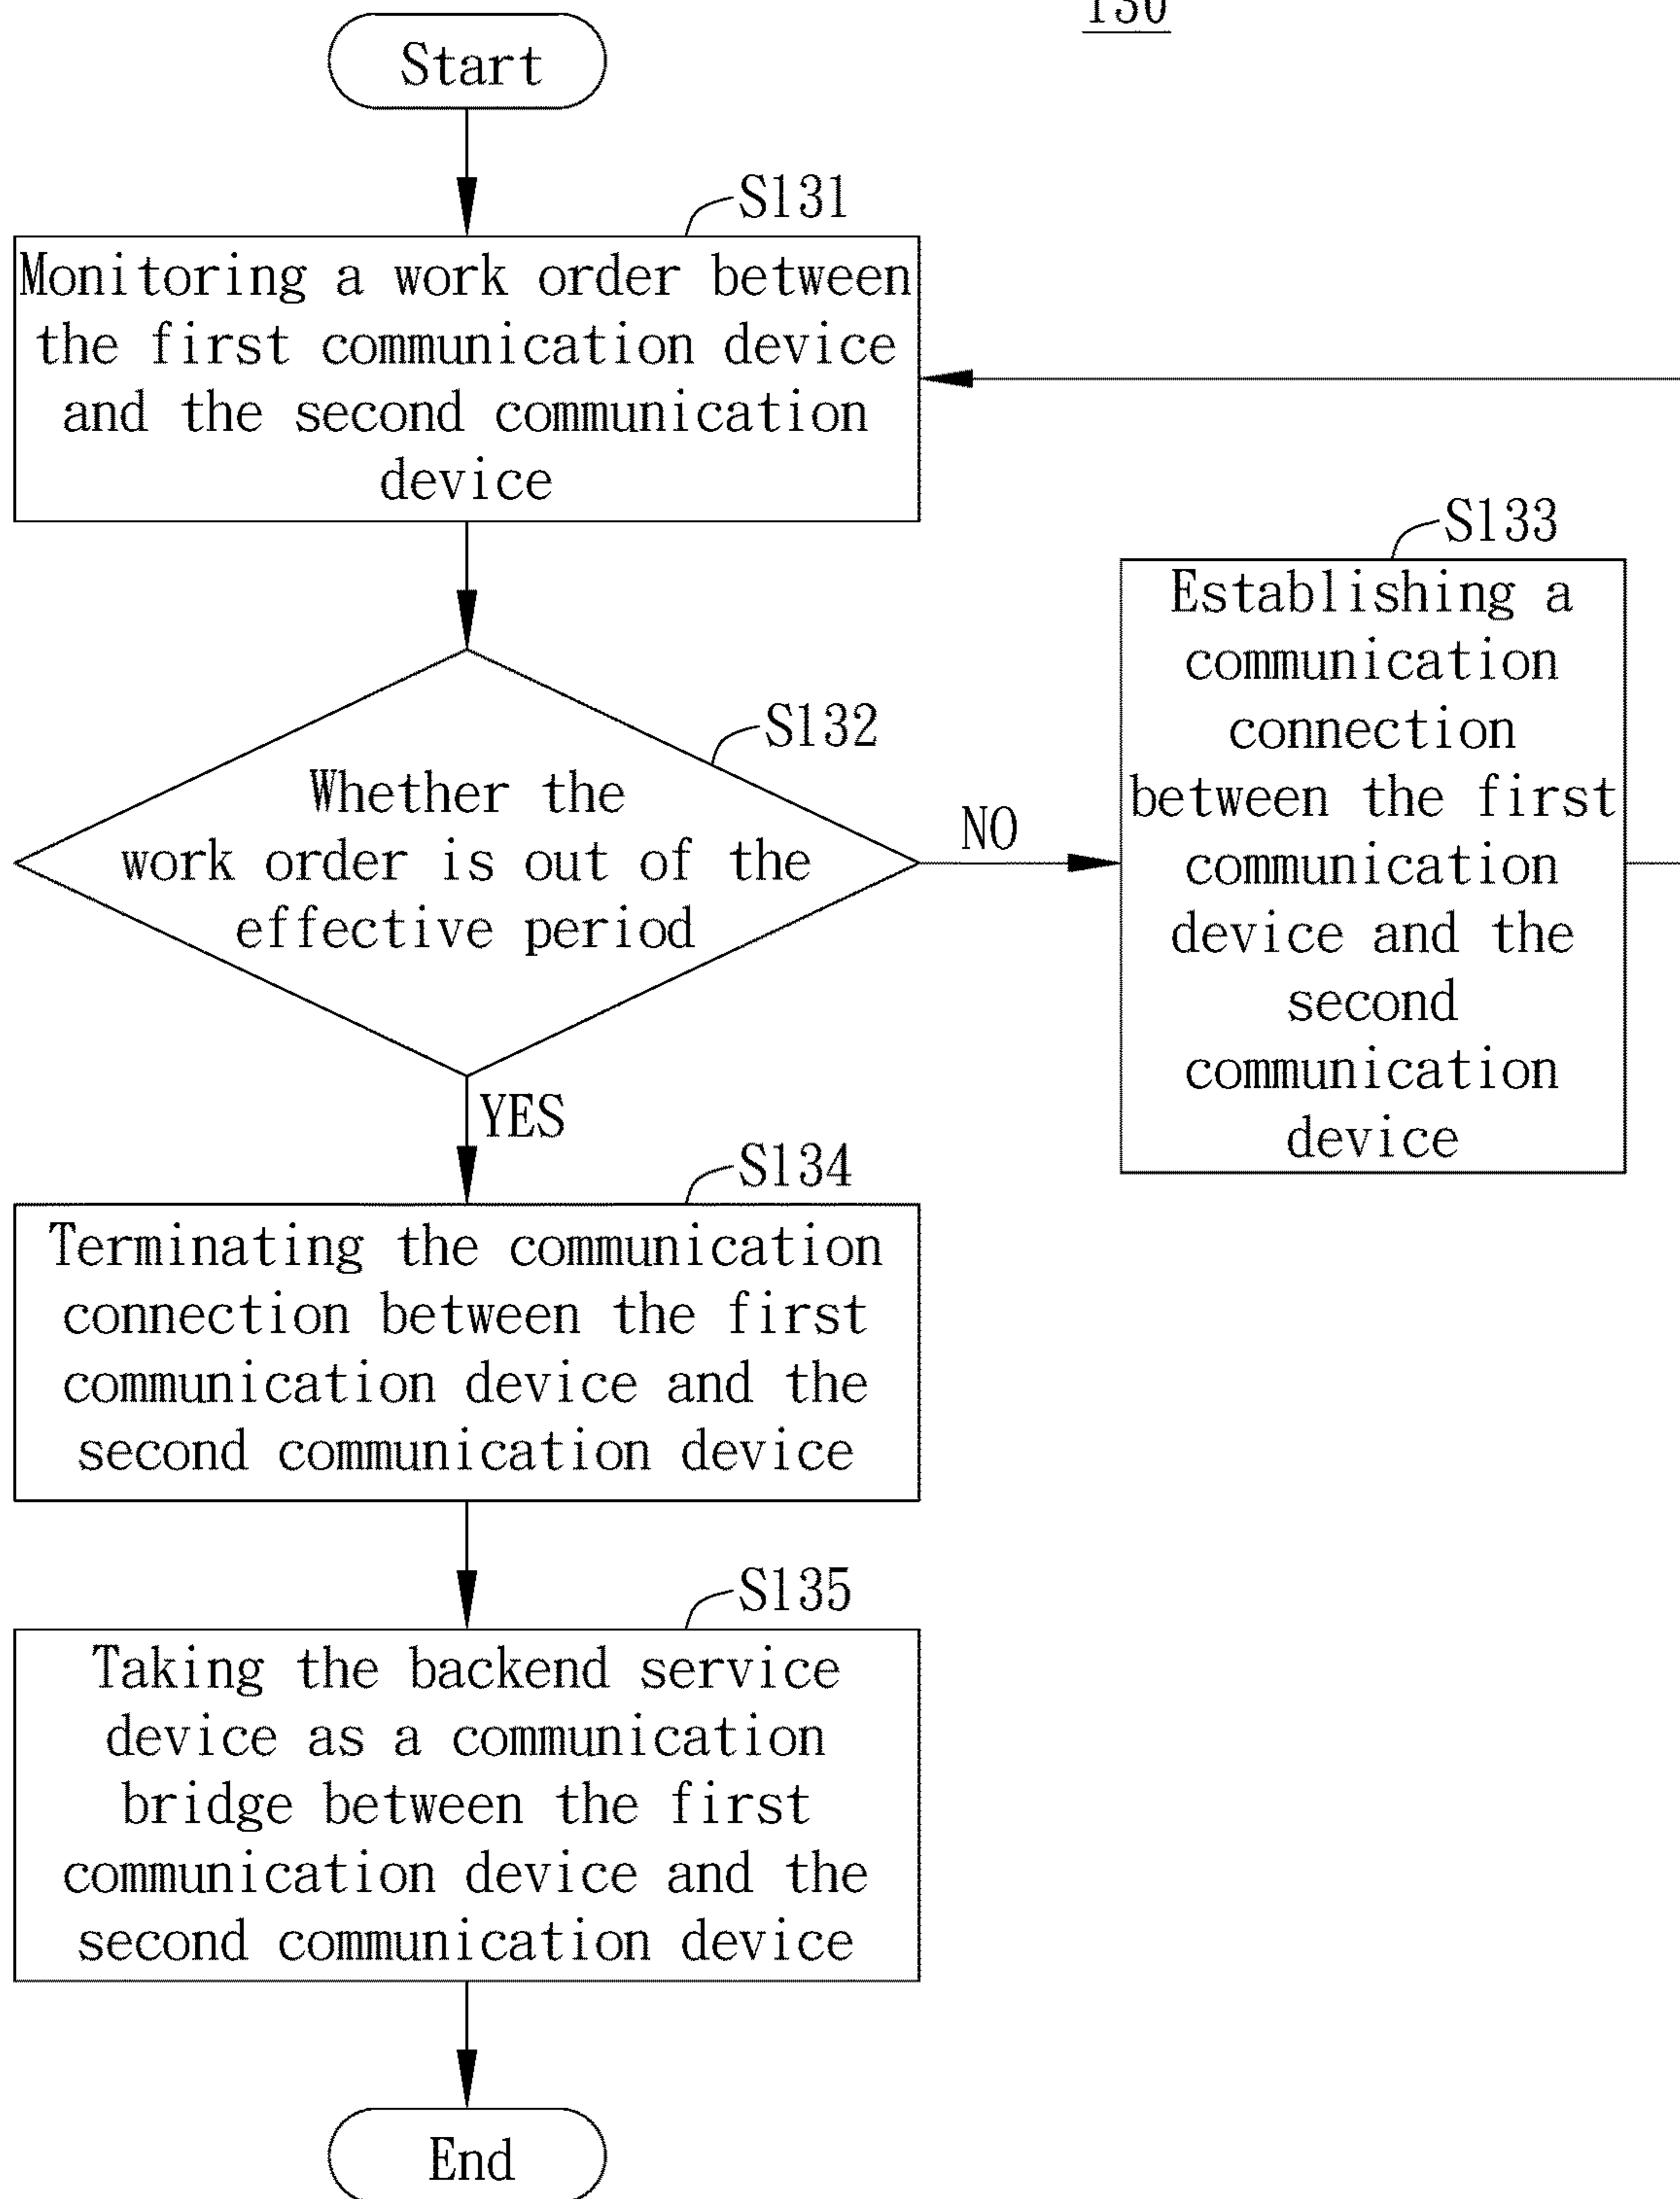 130
Start
S131
Monitoring a work order between
the first communication device
and the second communication
device
S132
Whether the
work order is out of the
effective period
NO
S133
Establishing a
communication
connection
between the first
communication
device and the
second
communication
device
YES
S134
Terminating the communication
connection between the first
communication device and the
second communication device
S135
Taking the backend service
device as a communication
bridge between the first
communication device and the
second communication device
End